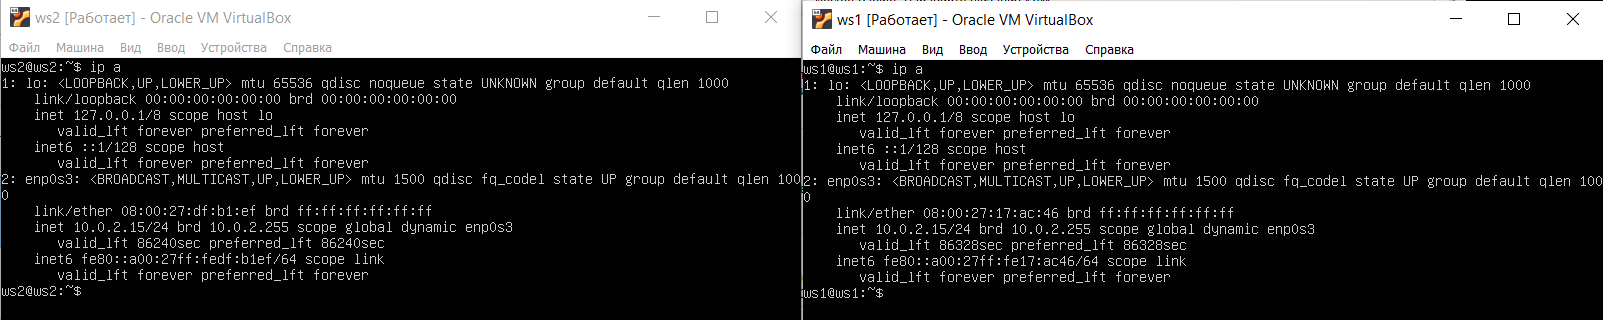 ws2 [Работает] - Oracle VM VirtualBox
Файл Машина Вид Ввод Устройства Справка
ws2@ws2:~$ ip a
1: lo: <LOOPBACK,UP,LOWER_UP> mtu 65536 qdisc noqueue state UNKNOWN group default qlen 1000
link/loopback 00:00:00:00:00:00 brd 00:00:00:00:00:00
inet 127.0.0.1/8 scope host lo
valid_lft forever preferred_lft forever
inet6 ::1/128 scope host
valid_lft forever preferred_lft forever
2: enp0s3: <BROADCAST,MULTICAST,UP,LOWER_UP> mtu 1500 qdisc fq_codel state UP group default qlen 100
0
link/ether 08:00:27:df:b1:ef brd ff:ff:ff:ff:ff:ff
inet 10.0.2.15/24 brd 10.0.2.255 scope global dynamic enp0s3
valid_lft 86240sec preferred_lft 86240sec
inet6 fe80::a00:27ff:fedf:b1ef/64 scope link
valid_lft forever preferred_lft forever
ws2@ws2:~$
ws1 [Работает] - Oracle VM VirtualBox
Файл Машина Вид Ввод Устройства Справка
ws1@ws1:~$ ip a
1: lo: <LOOPBACK,UP,LOWER_UP> mtu 65536 qdisc noqueue state UNKNOWN group default qlen 1000
link/loopback 00:00:00:00:00:00 brd 00:00:00:00:00:00
inet 127.0.0.1/8 scope host lo
valid_lft forever preferred_lft forever
inet6 ::1/128 scope host
valid_lft forever preferred_lft forever
2: enp0s3: <BROADCAST,MULTICAST,UP,LOWER_UP> mtu 1500 qdisc fq_codel state UP group default qlen 100
0
link/ether 08:00:27:17:ac:46 brd ff:ff:ff:ff:ff:ff
inet 10.0.2.15/24 brd 10.0.2.255 scope global dynamic enp0s3
valid_lft 86328sec preferred_lft 86328sec
inet6 fe80::a00:27ff:fe17:ac46/64 scope link
valid_lft forever preferred_lft forever
ws1@ws1:~$